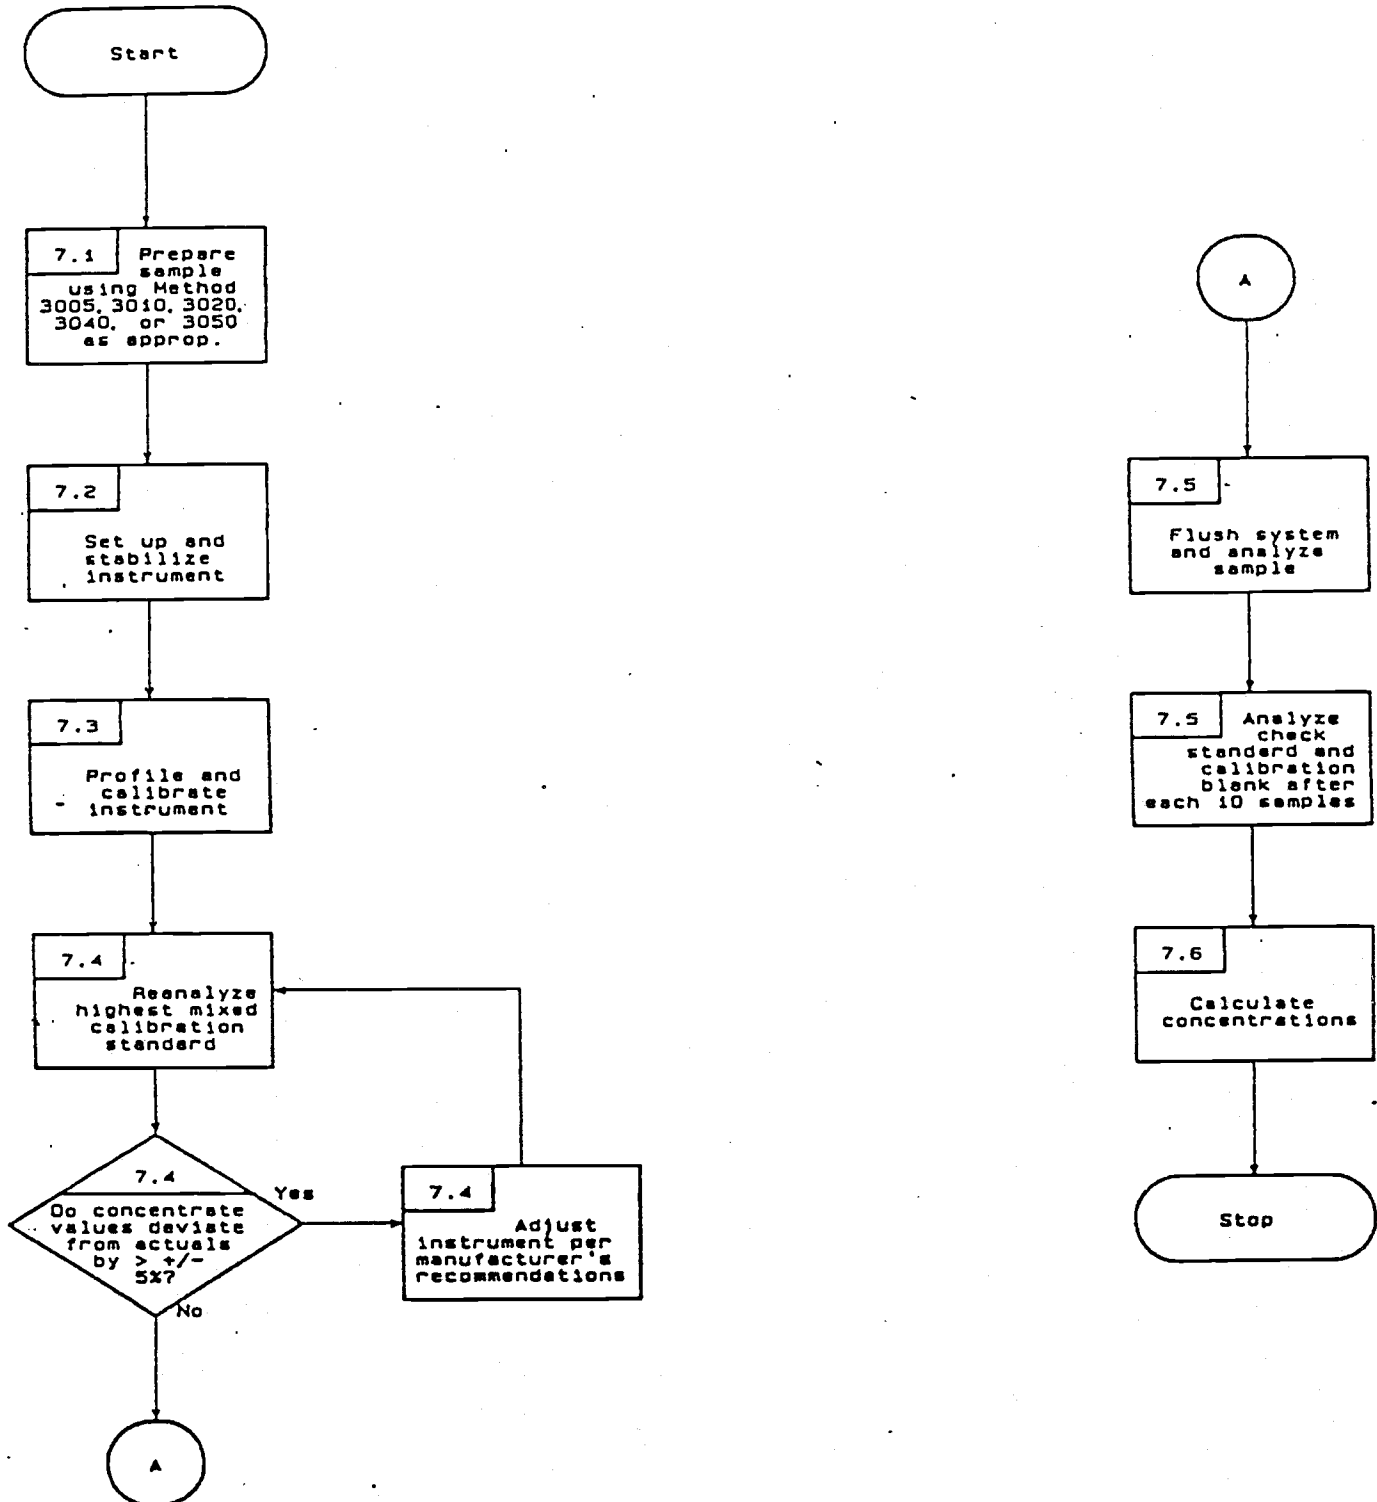 Start
7.1 Prepare
sample
using Method
3005, 3010, 3020,
3040, or 3050
as approp.
7.2
Set up and
stabilize
instrument
7.3
Profile and
calibrate
instrument
7.4
Reanalyze
highest mixed
calibration
standard
7.4
Do concentrate
values deviate
from actuals
by > +/-
5%?
Yes
No
7.4
Adjust
instrument per
manufacturer's
recommendations
A
A
7.5
Flush system
and analyze
sample
7.5 Analyze
check
standard and
calibration
blank after
each 10 samples
7.6
Calculate
concentrations
Stop